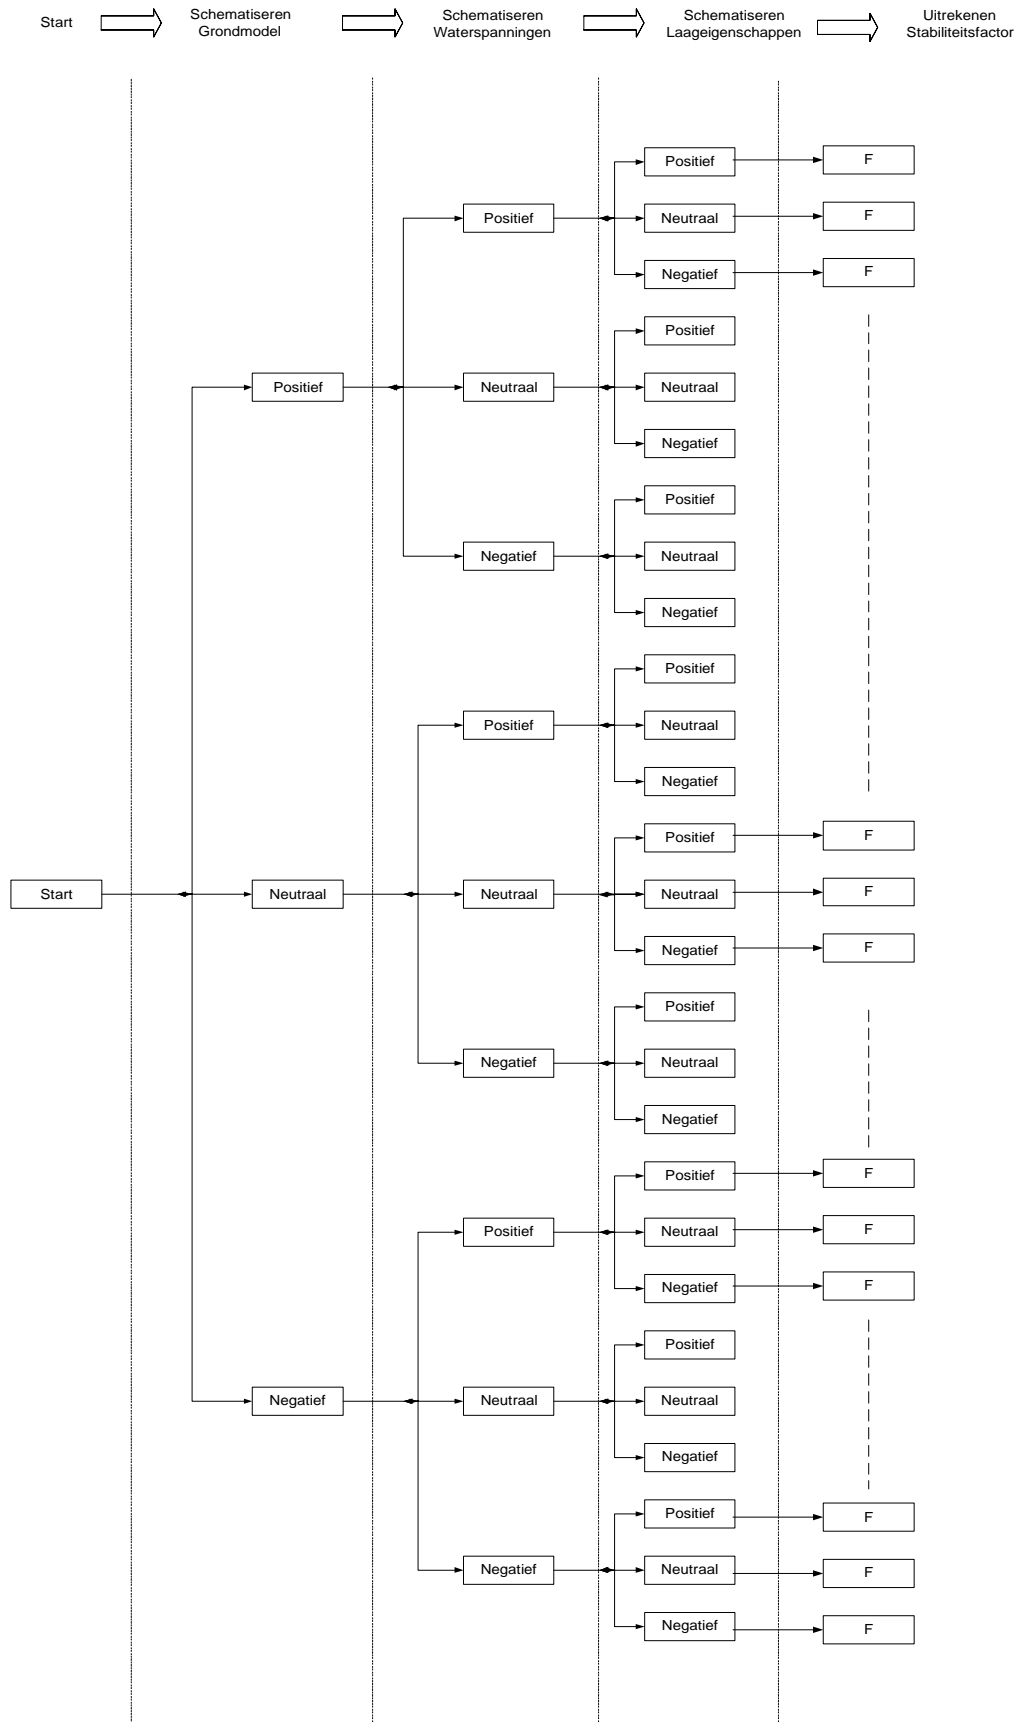 Start
Schematiseren
Grondmodel
Schematiseren
Waterspanningen
Schematiseren
Laageigenschappen
Uitrekenen
Stabiliteitsfactor
Positief
F
Positief
Neutraal
F
Negatief
F
Positief
Positief
Neutraal
Neutraal
Negatief
Positief
Negatief
Neutraal
Negatief
Positief
Positief
Neutraal
Negatief
Positief
F
Start
Neutraal
Neutraal
Neutraal
F
Negatief
F
Positief
Negatief
Neutraal
Negatief
Positief
F
Positief
Neutraal
F
Negatief
F
Positief
Negatief
Neutraal
Neutraal
Negatief
Positief
F
Negatief
Neutraal
F
Negatief
F